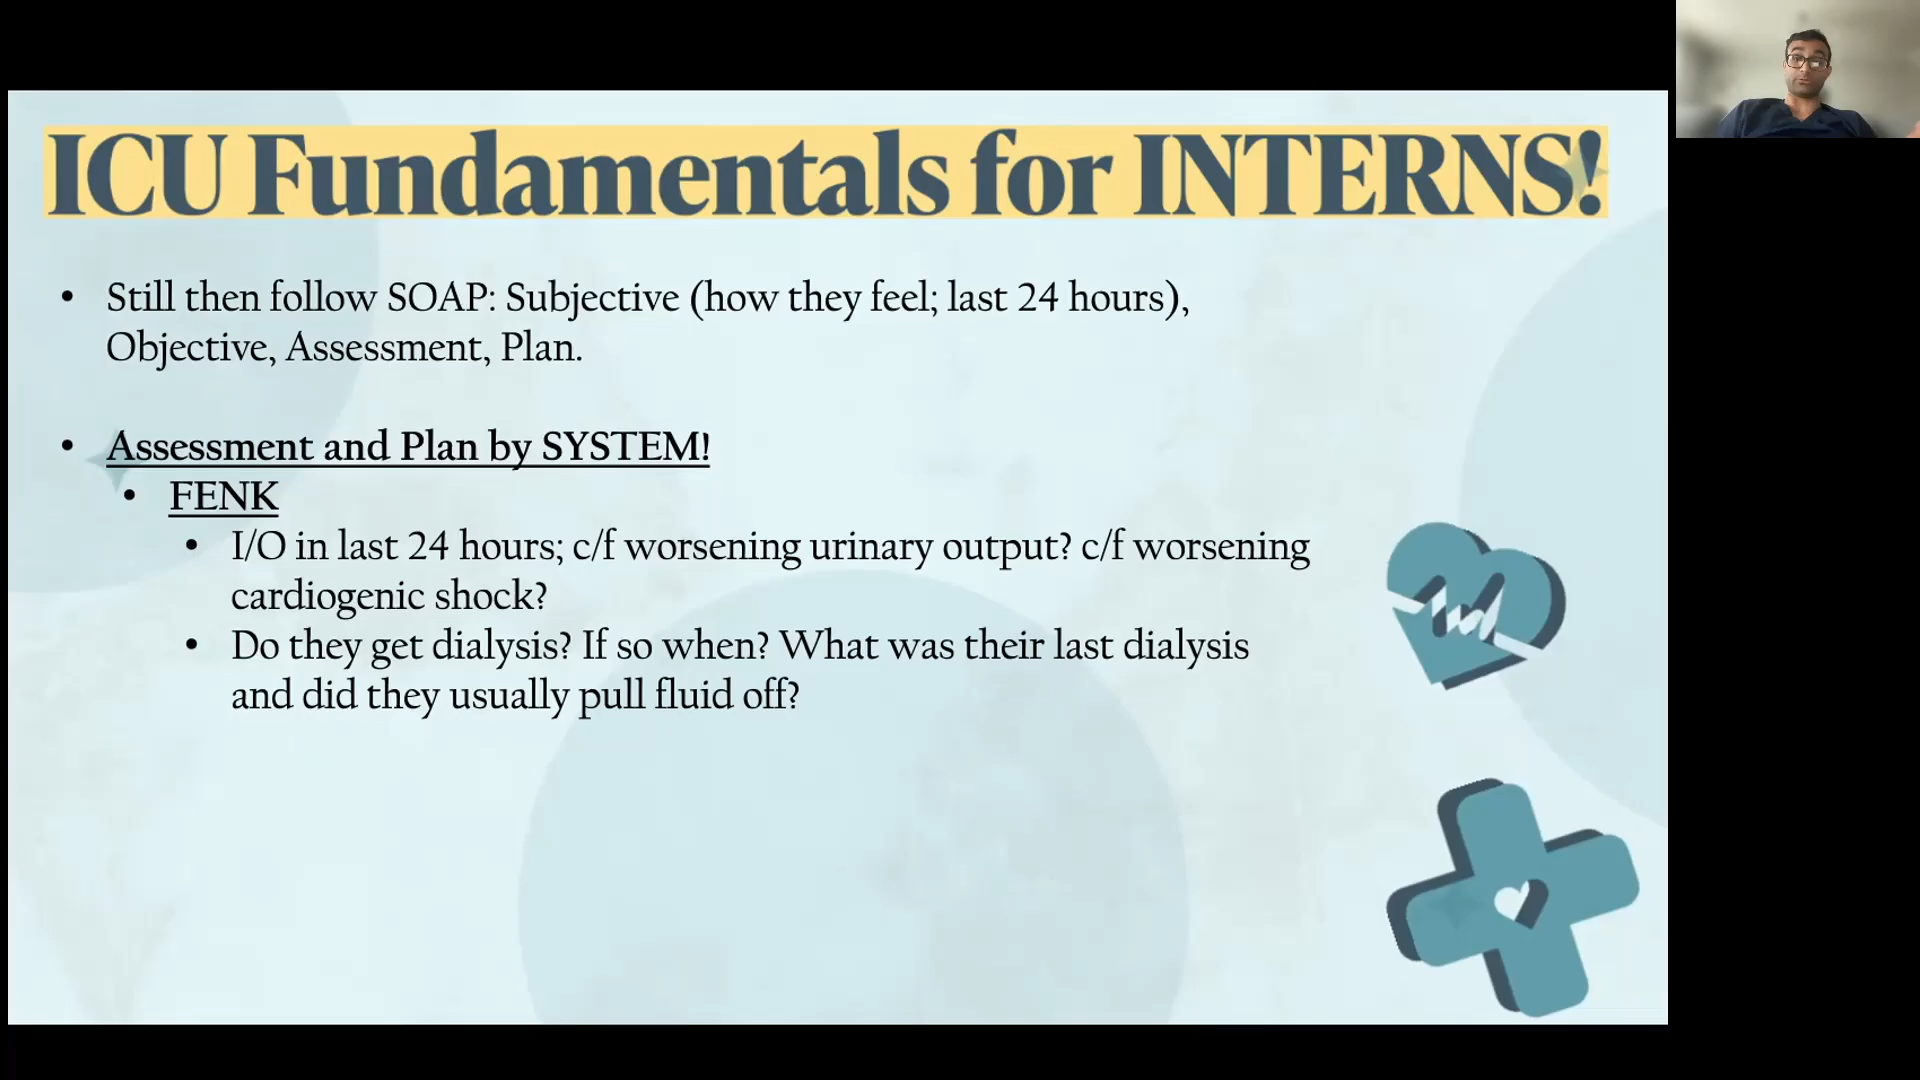 ICU Fundamentals for INTERNS!
• Still then follow SOAP: Subjective (how they feel; last 24 hours),
Objective, Assessment, Plan.
• Assessment and Plan by SYSTEM!
• FENK
• I/O in last 24 hours; c/f worsening urinary output? c/f worsening
cardiogenic shock?
• Do they get dialysis? If so when? What was their last dialysis
and did they usually pull fluid off?